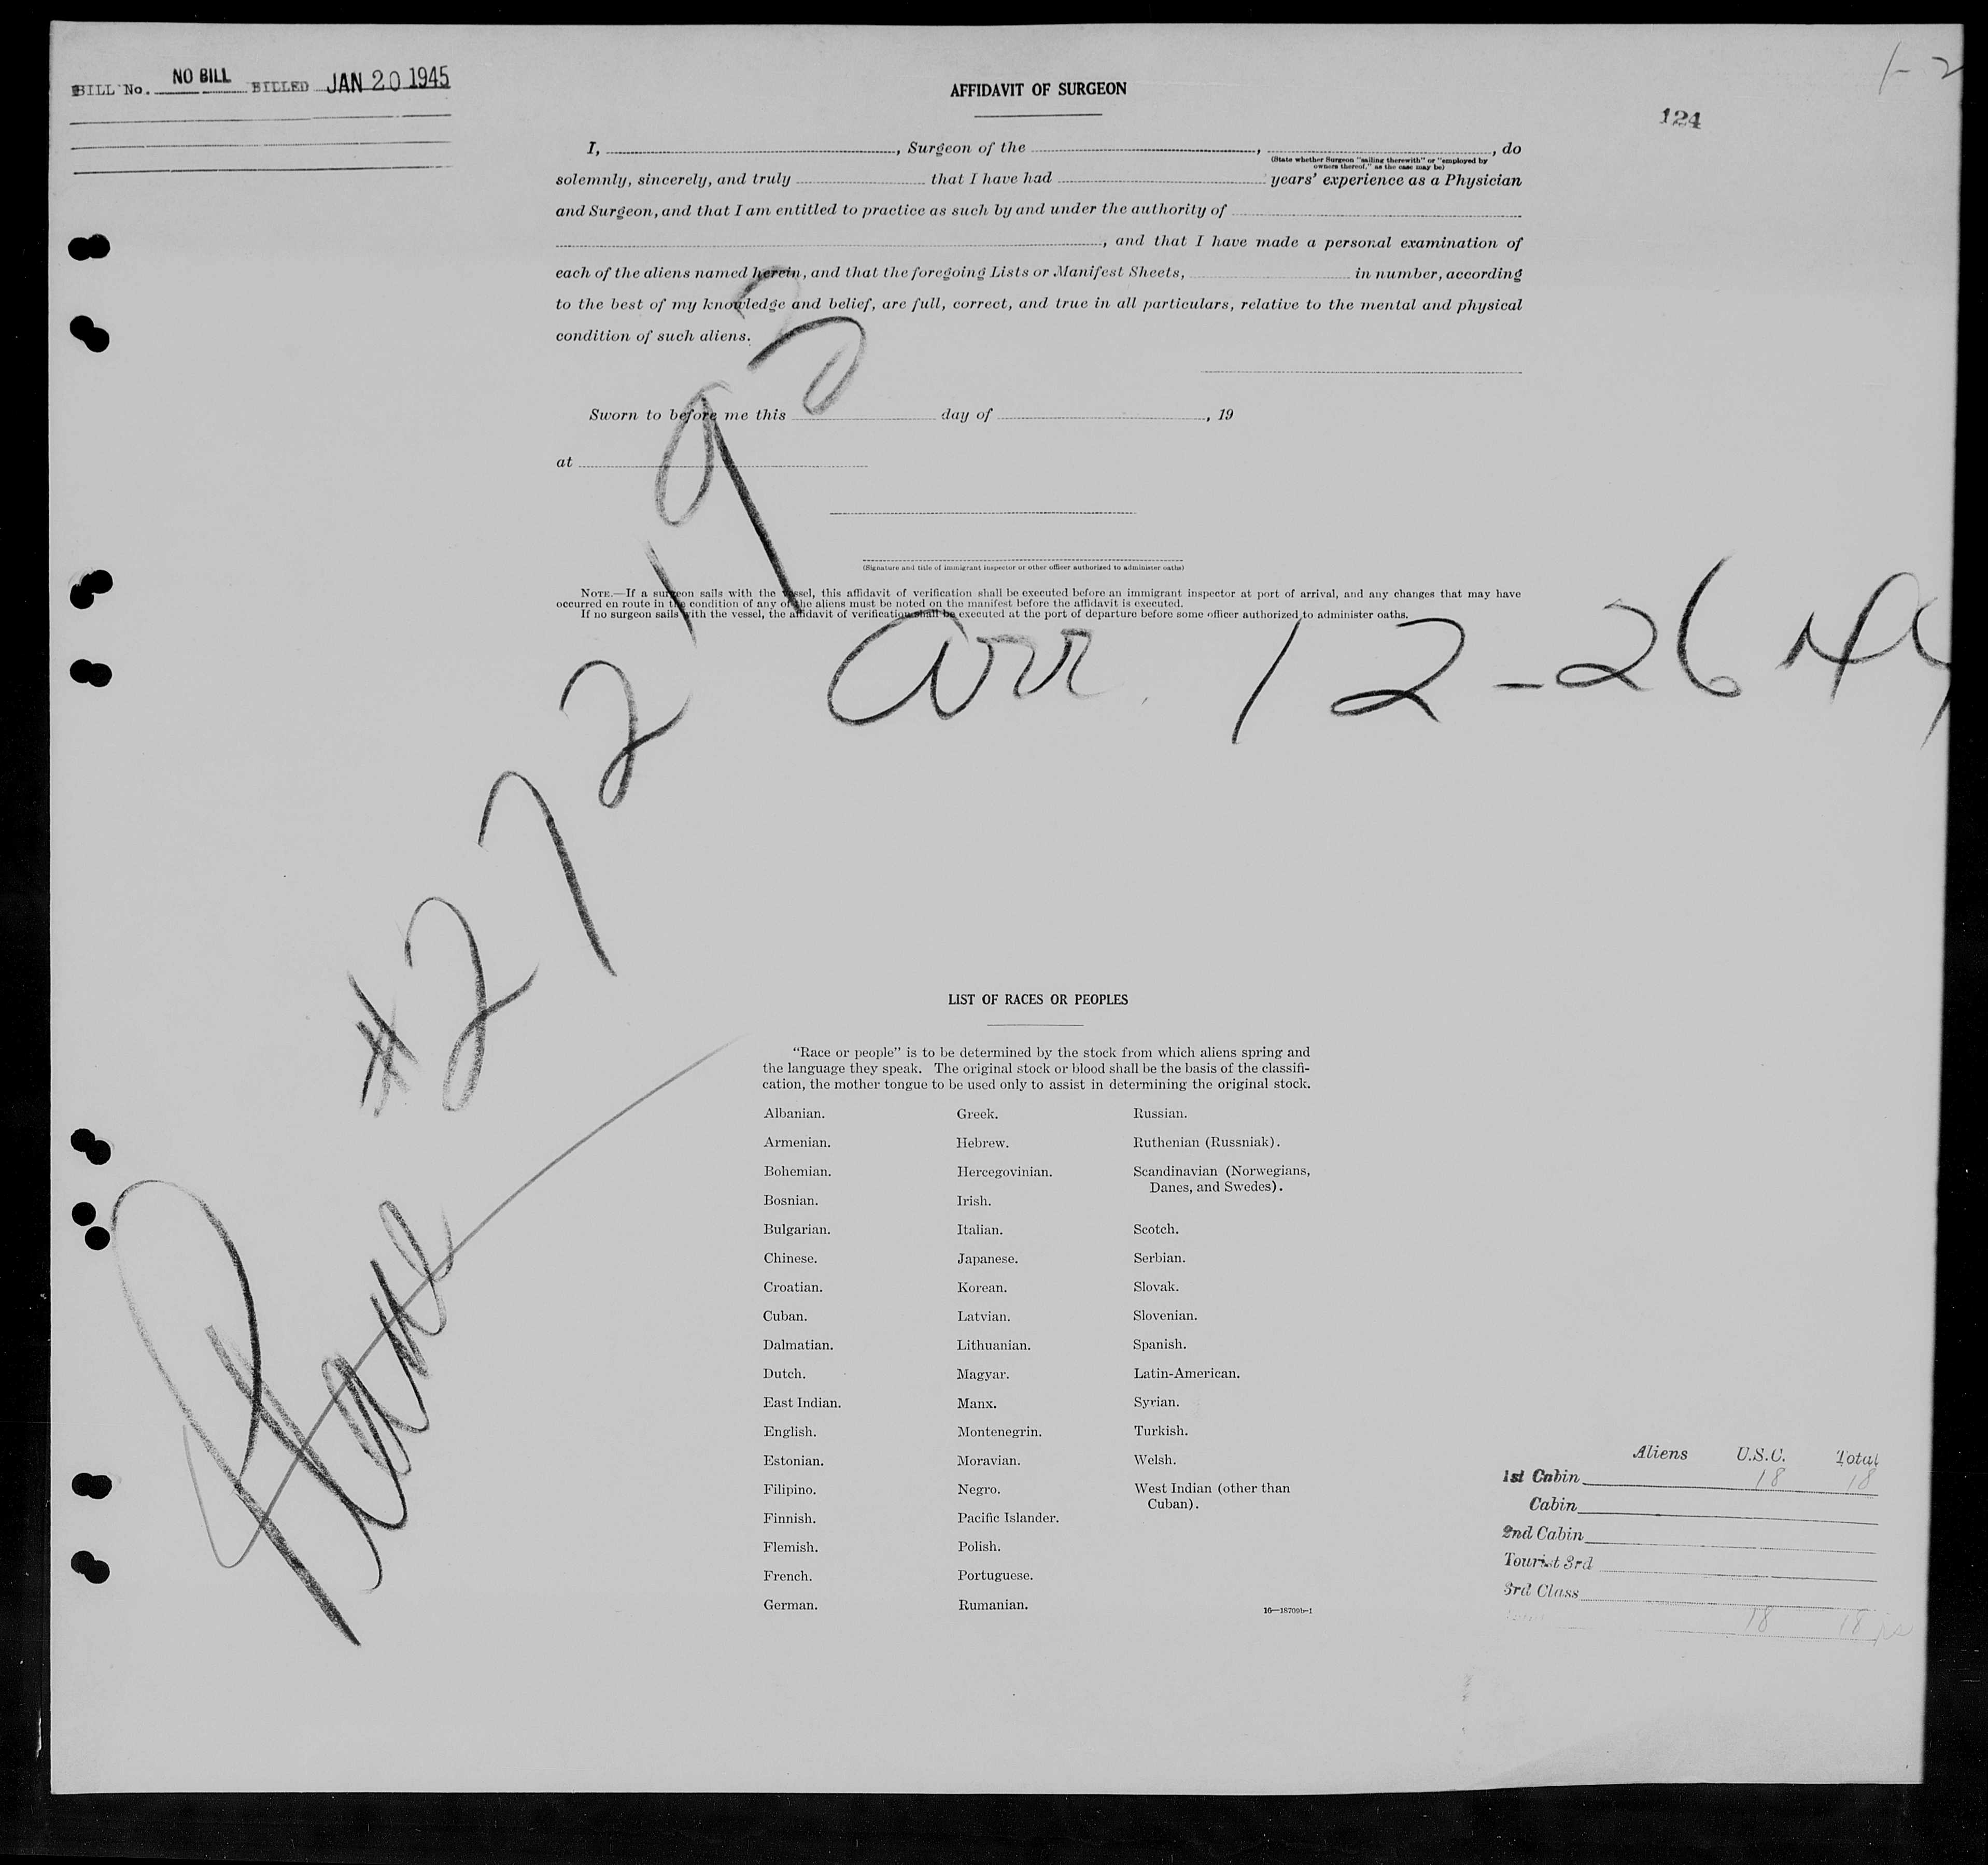 BILL No. NO BILL BILLED JAN 20 1945
1-2
124
AFFIDAVIT OF SURGEON
I, , Surgeon of the , , do
(State whether Surgeon "sailing therewith" or "employed by
owners thereof," as the case may be)
solemnly, sincerely, and truly that I have had years' experience as a Physician
and Surgeon, and that I am entitled to practice as such by and under the authority of
, and that I have made a personal examination of
each of the aliens named herein, and that the foregoing Lists or Manifest Sheets, in number, according
to the best of my knowledge and belief, are full, correct, and true in all particulars, relative to the mental and physical
condition of such aliens.
Sworn to before me this day of , 19
at
(Signature and title of immigrant inspector or other officer authorized to administer oaths)
NOTE.—If a surgeon sails with the vessel, this affidavit of verification shall be executed before an immigrant inspector at port of arrival, and any changes that may have
occurred en route in the condition of any of the aliens must be noted on the manifest before the affidavit is executed.
If no surgeon sails with the vessel, the affidavit of verification shall be executed at the port of departure before some officer authorized to administer oaths.
arr. 12-26 44
Plane #272193
LIST OF RACES OR PEOPLES
"Race or people" is to be determined by the stock from which aliens spring and
the language they speak. The original stock or blood shall be the basis of the classifi-
cation, the mother tongue to be used only to assist in determining the original stock.
Albanian. Greek. Russian.
Armenian. Hebrew. Ruthenian (Russniak).
Bohemian. Hercegovinian. Scandinavian (Norwegians,
Danes, and Swedes).
Bosnian. Irish.
Bulgarian. Italian. Scotch.
Chinese. Japanese. Serbian.
Croatian. Korean. Slovak.
Cuban. Latvian. Slovenian.
Dalmatian. Lithuanian. Spanish.
Dutch. Magyar. Latin-American.
East Indian. Manx. Syrian.
English. Montenegrin. Turkish.
Estonian. Moravian. Welsh.
Filipino. Negro. West Indian (other than
Cuban).
Finnish. Pacific Islander.
Flemish. Polish.
French. Portuguese.
German. Rumanian.
16—18709b-1
Aliens U.S.C. Total
1st Cabin 18 18
Cabin
2nd Cabin
Tourist 3rd
3rd Class
18 18